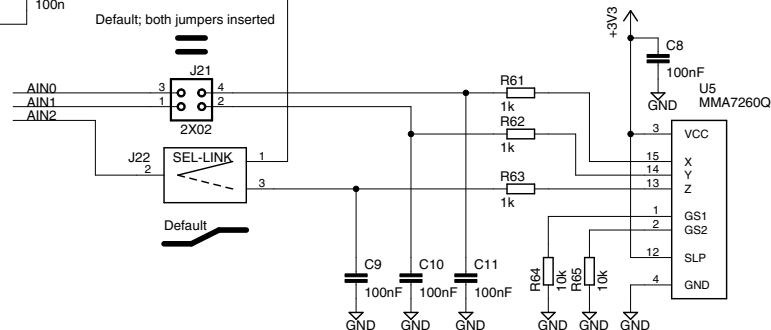 100n
Default; both jumpers inserted
+3V3
C8
100nF
GND
J21
AIN0
3
4
AIN1
1
2
AIN2
2X02
R61
1k
R62
1k
R63
1k
U5
MMA7260Q
3
VCC
15
X
14
Y
13
Z
1
GS1
2
GS2
12
SLP
4
GND
J22
2
SEL-LINK
1
3
Default
C9
100nF
C10
100nF
C11
100nF
R64
10k
R65
10k
GND
GND
GND
GND
GND
GND